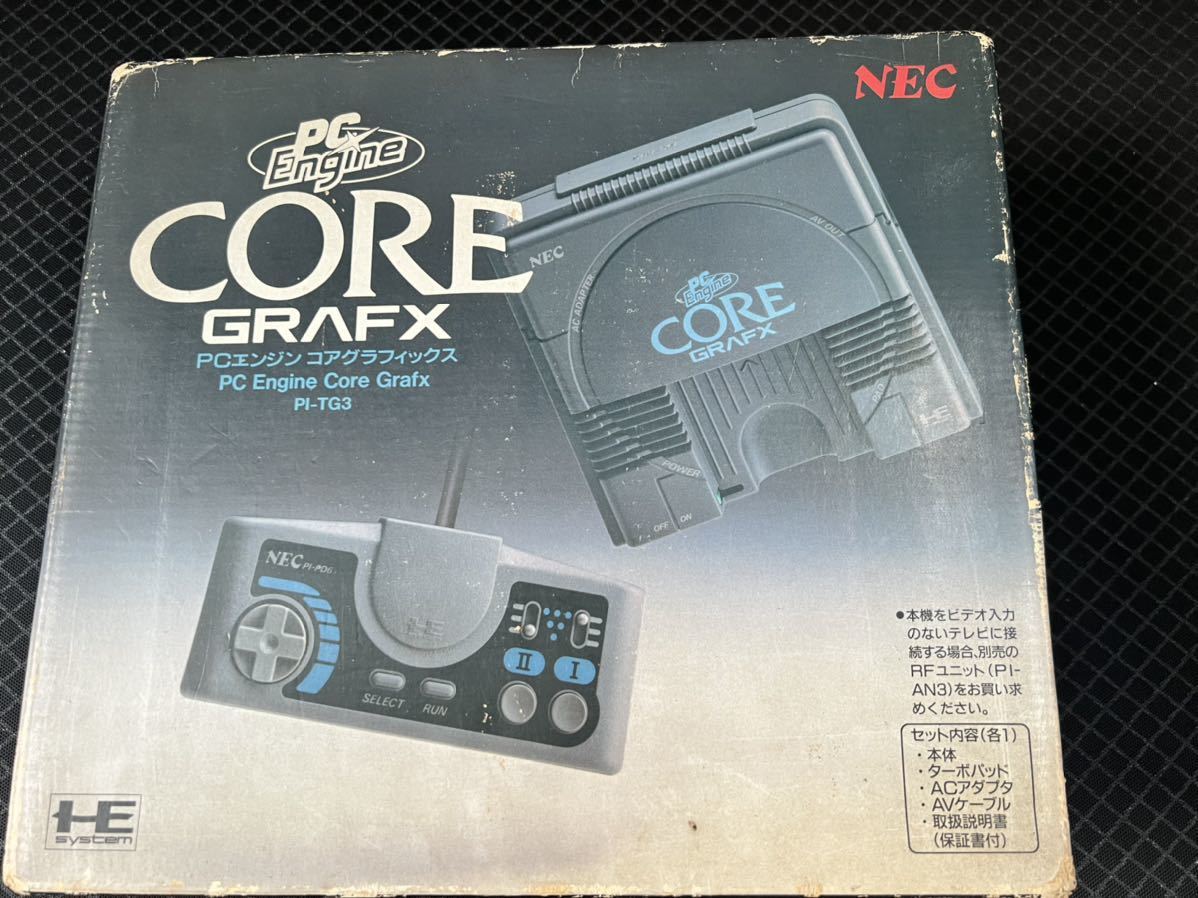 NEC
PC
Engine
CORE
GRAFX
PCエンジン コアグラフィックス
PC Engine Core Grafx
PI-TG3
NEC
AC ADAPTER
AV OUT
PC
Engine
CORE
GRAFX
PAD
HE
POWER
OFF ON
NEC PI-PD6
HE
II I
SELECT RUN
●本機をビデオ入力
のないテレビに接
続する場合、別売の
RFユニット(PI-
AN3)をお買い求
めください。
セット内容(各1)
・本体
・ターボパッド
・ACアダプタ
・AVケーブル
・取扱説明書
(保証書付)
HE
system